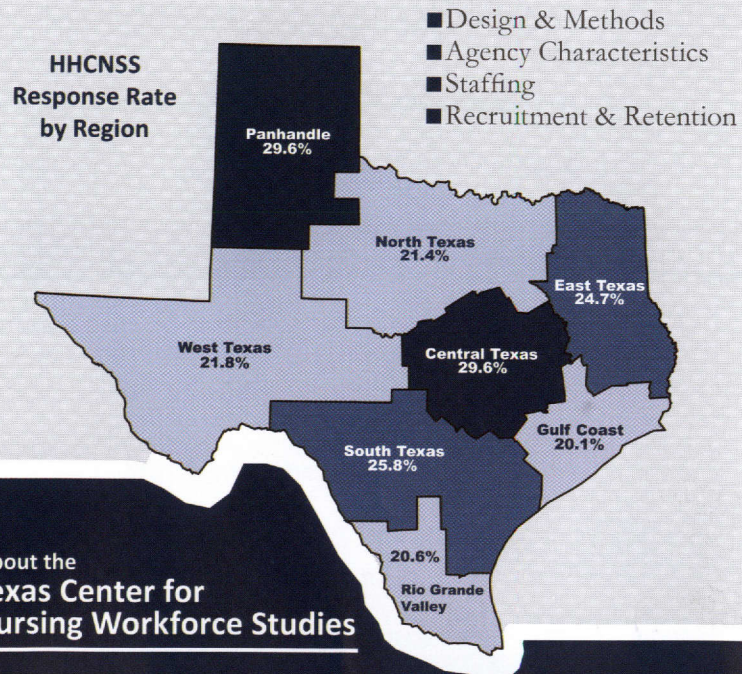 HHCNSS
Response Rate
by Region
■Design & Methods
■Agency Characteristics
■Staffing
■Recruitment & Retention
Panhandle
29.6%
North Texas
21.4%
East Texas
24.7%
West Texas
21.8%
Central Texas
29.6%
Gulf Coast
20.1%
South Texas
25.8%
20.6%
Rio Grande
Valley
bout the
exas Center for
ursing Workforce Studies